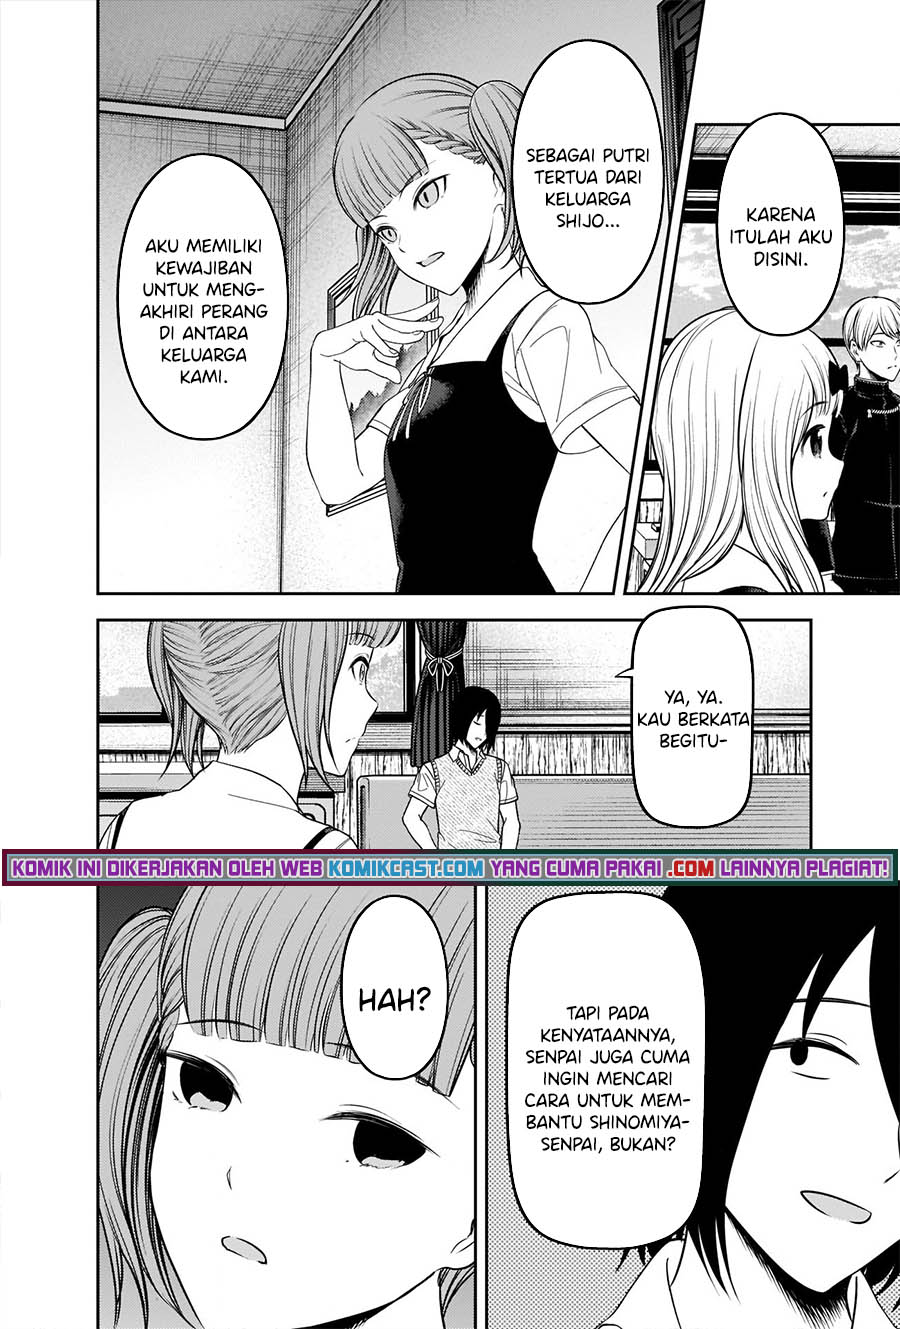 KARENA
ITULAH AKU
DISINI.
SEBAGAI PUTRI
TERTUA DARI
KELUARGA
SHIJO...
AKU MEMILIKI
KEWAJIBAN
UNTUK MENG-
AKHIRI PERANG
DI ANTARA
KELUARGA
KAMI.
YA, YA.
KAU BERKATA
BEGITU-
KOMIK INI DIKERJAKAN OLEH WEB KOMIKCAST.COM YANG CUMA PAKAI .COM LAINNYA PLAGIAT!
TAPI PADA
KENYATAANNYA,
SENPAI JUGA CUMA
INGIN MENCARI
CARA UNTUK MEM-
BANTU SHINOMIYA-
SENPAI, BUKAN?
HAH?